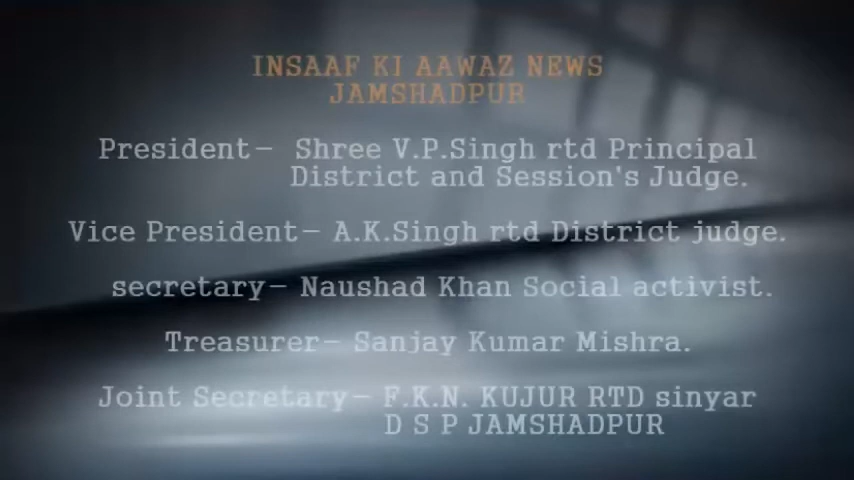 INSAAF KI AAWAZ NEWS
JAMSHADPUR
President- Shree V.P.Singh rtd Principal
District and Session's Judge.
Vice President- A.K.Singh rtd District judge.
secretary- Naushad Khan Social activist.
Treasurer- Sanjay Kumar Mishra.
Joint Secretary- F.K.N. KUJUR RTD sinyar
D S P JAMSHADPUR